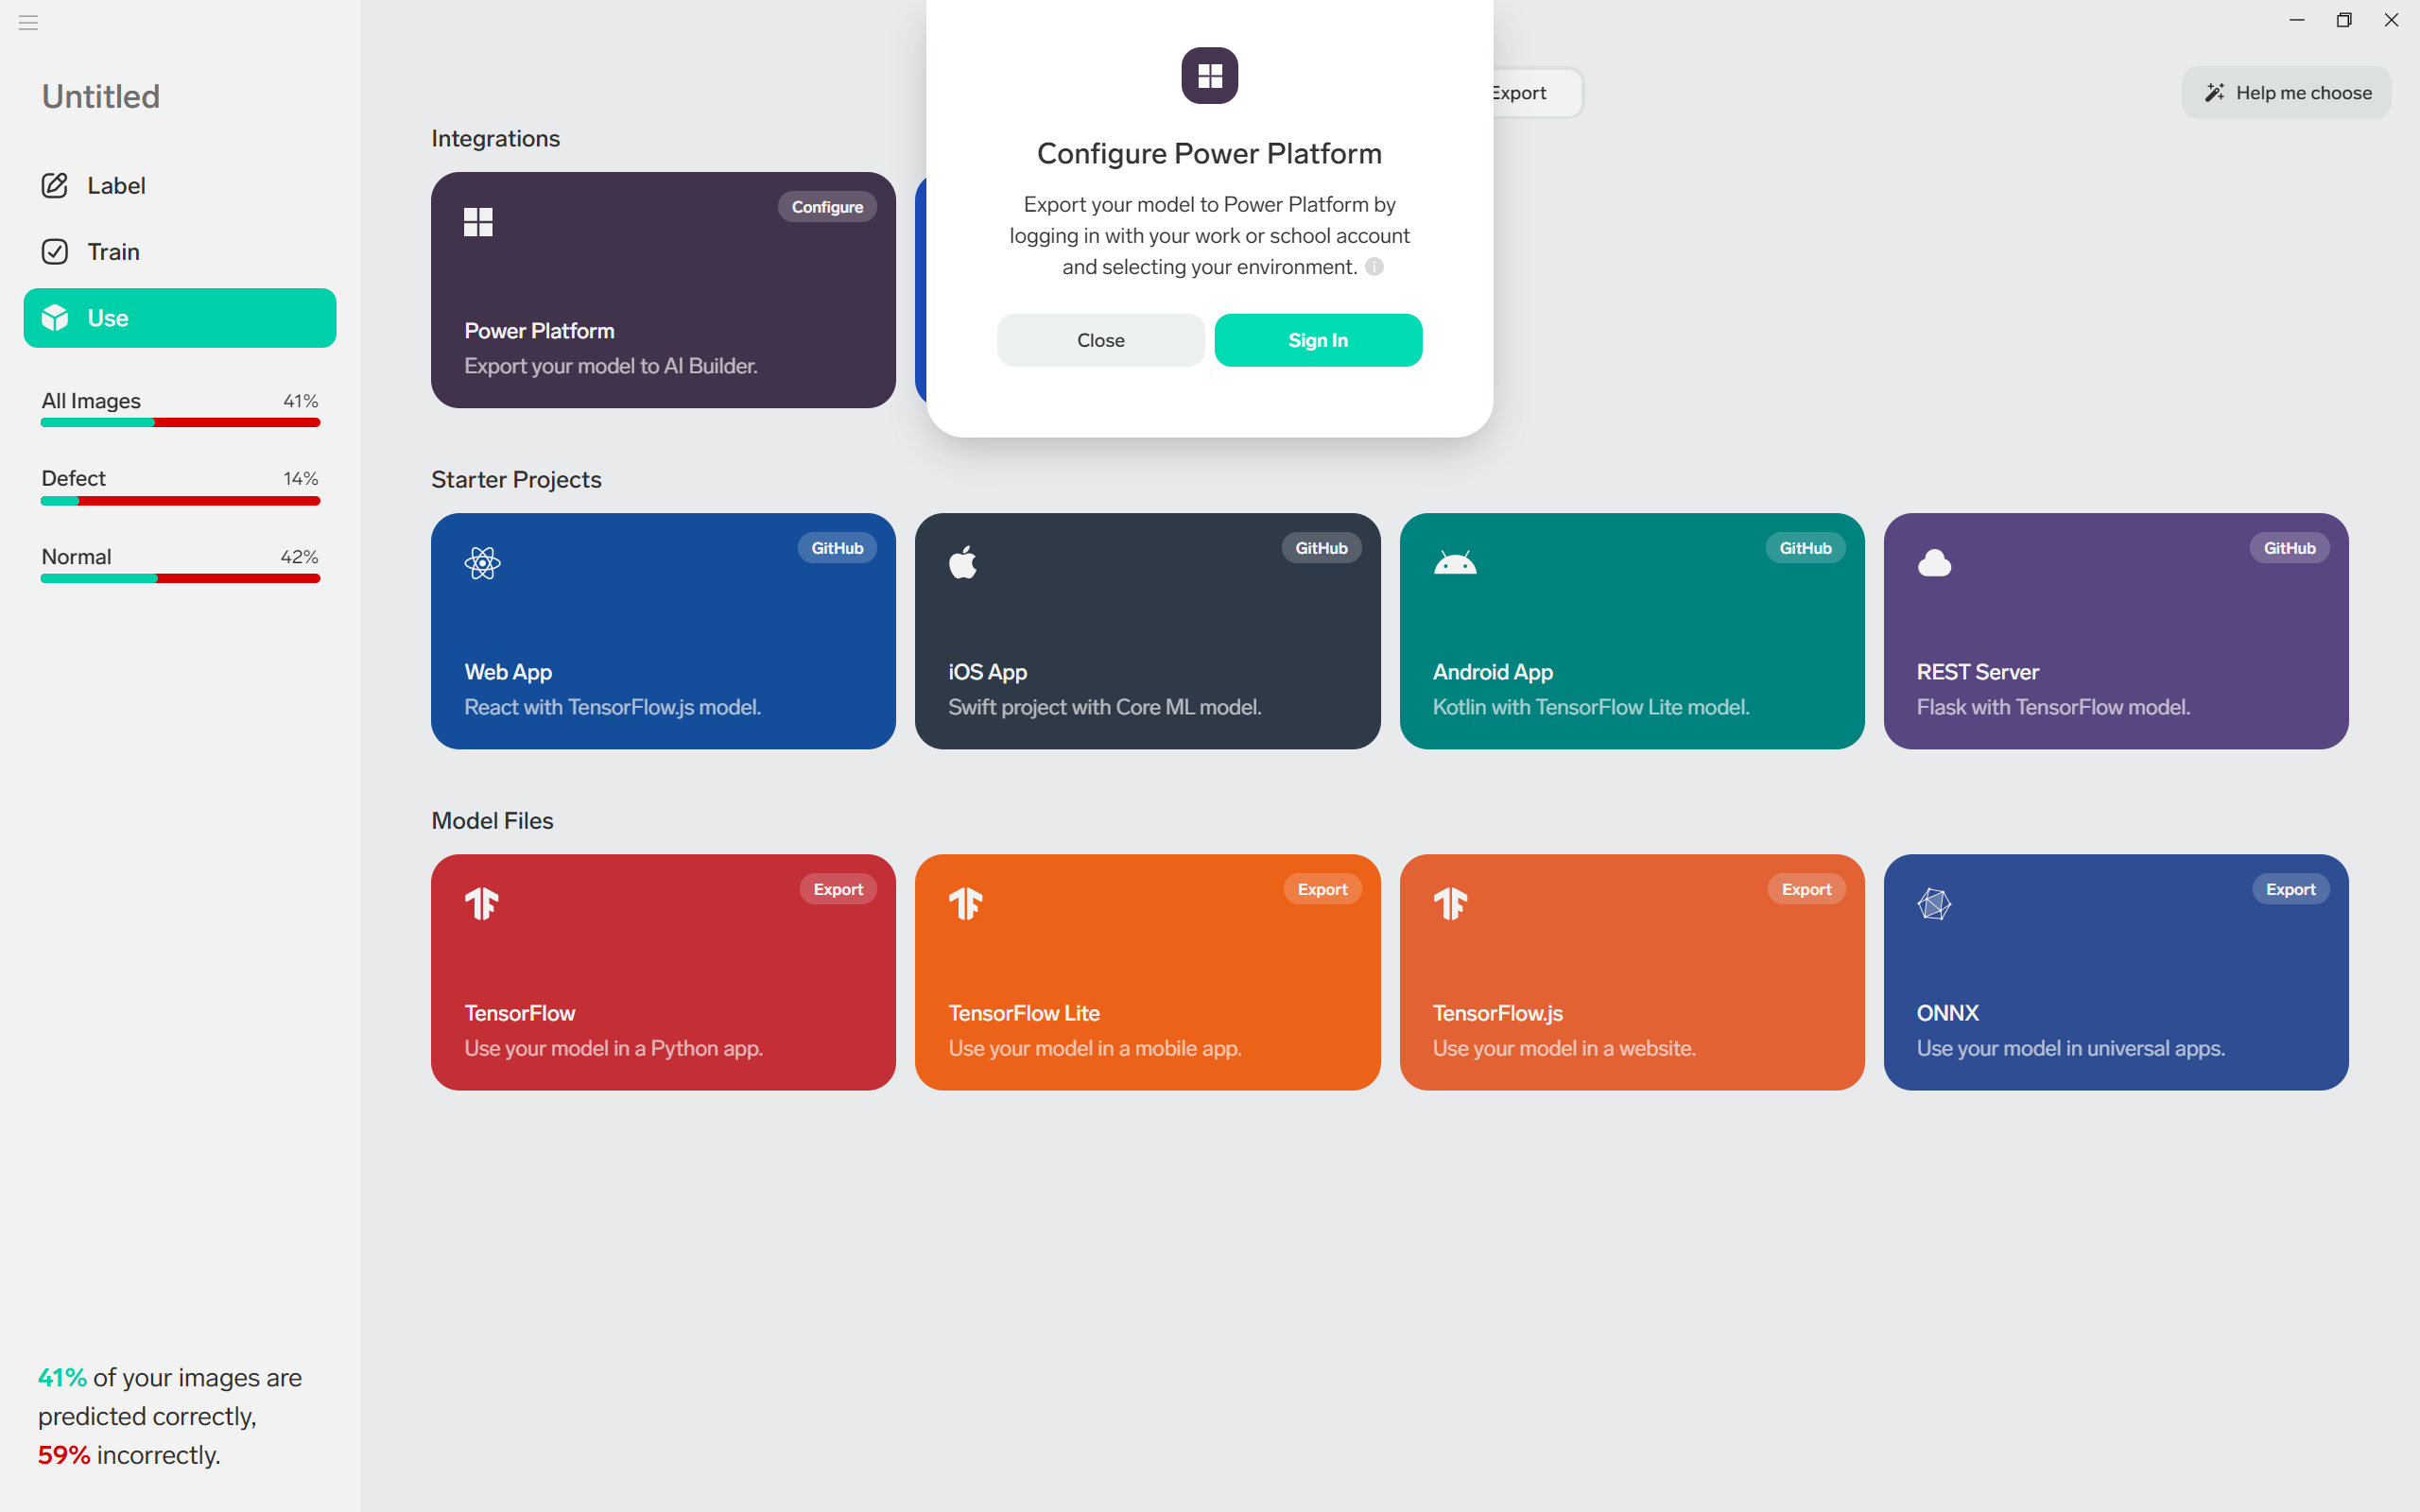 Untitled
Label
Train
Use
All Images 41%
Defect 14%
Normal 42%
41% of your images are
predicted correctly,
59% incorrectly.
Export
Help me choose
Configure Power Platform
Export your model to Power Platform by
logging in with your work or school account
and selecting your environment.
Close
Sign In
Integrations
Configure
Power Platform
Export your model to AI Builder.
Starter Projects
GitHub
Web App
React with TensorFlow.js model.
GitHub
iOS App
Swift project with Core ML model.
GitHub
Android App
Kotlin with TensorFlow Lite model.
GitHub
REST Server
Flask with TensorFlow model.
Model Files
Export
TensorFlow
Use your model in a Python app.
Export
TensorFlow Lite
Use your model in a mobile app.
Export
TensorFlow.js
Use your model in a website.
Export
ONNX
Use your model in universal apps.